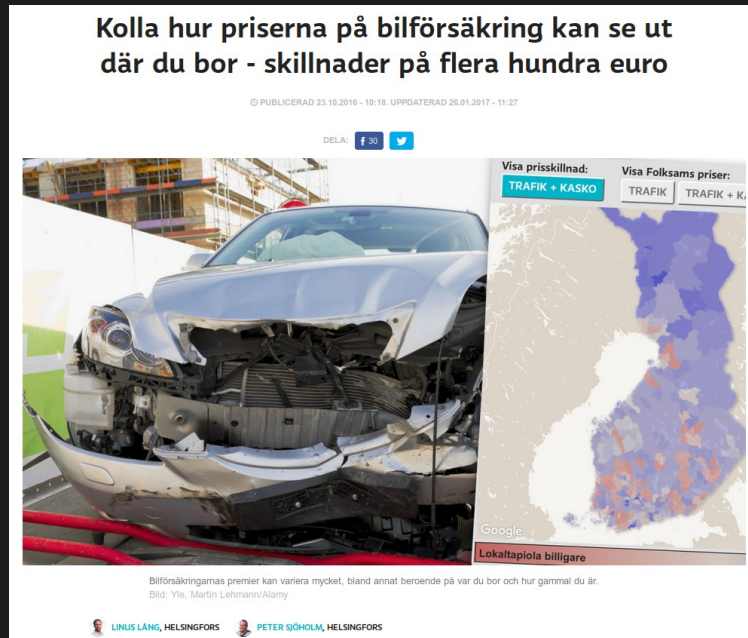 Kolla hur priserna på bilförsäkring kan se ut
där du bor - skillnader på flera hundra euro
PUBLICERAD 23.10.2016 - 10:18. UPPDATERAD 26.01.2017 - 11:27
DELA: 30
Visa prisskillnad:
TRAFIK + KASKO
Visa Folksams priser:
TRAFIK
TRAFIK + KA
Google
Lokaltapiola billigare
Bilförsäkringarnas premier kan variera mycket, bland annat beroende på var du bor och hur gammal du är.
Bild: Yle, Martin Lehmann/Alamy
LINUS LÅNG, HELSINGFORS PETER SJÖHOLM, HELSINGFORS